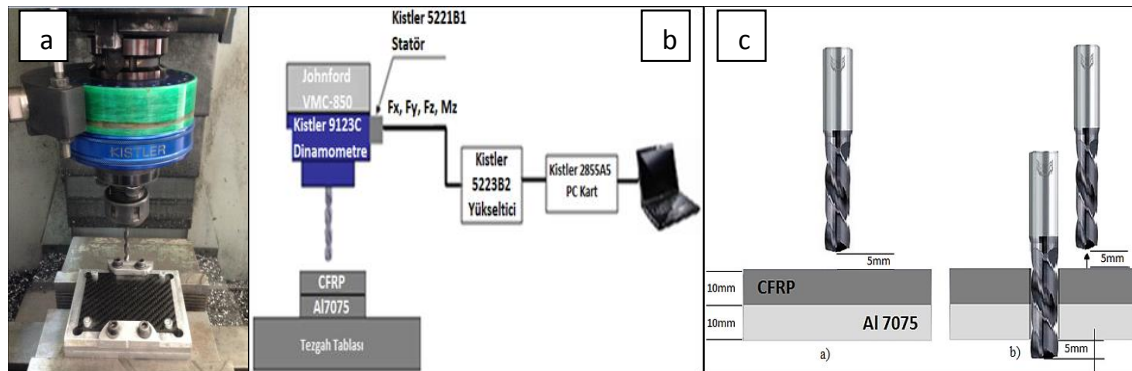 a
KISTLER
b
Kistler 5221B1
Statör
Johnford
VMC-850
Fx, Fy, Fz, Mz
Kistler 9123C
Dinamometre
Kistler
5223B2
Yükseltici
Kistler 2855A5
PC Kart
CFRP
Al7075
Tezgah Tablası
c
5mm
10mm
CFRP
10mm
Al 7075
a)
5mm
5mm
b)